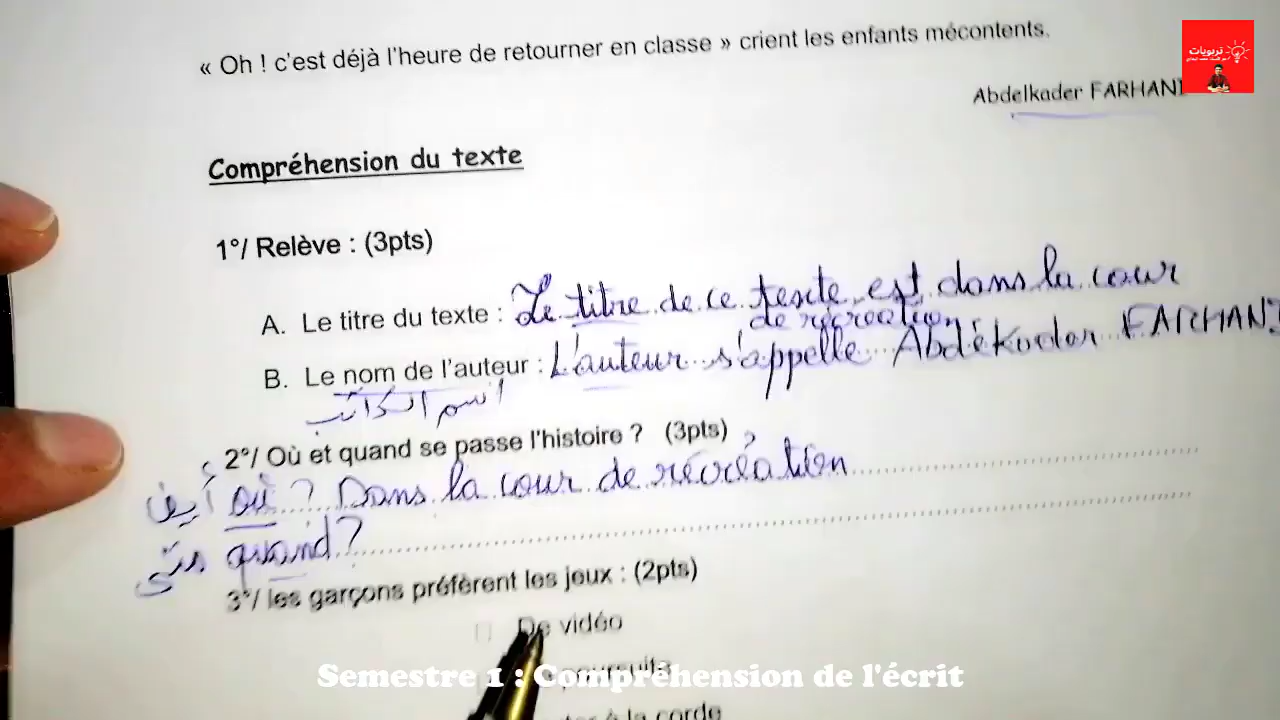 « Oh ! c'est déjà l'heure de retourner en classe » crient les enfants mécontents.
تربويات
Abdelkader FARHANI
Compréhension du texte
1°/ Relève : (3pts)
A. Le titre du texte : Le titre de ce texte est dans la cour
de récréation
B. Le nom de l'auteur : L'auteur s'appelle Abdékader FARHANI
اسم الكاتب
2°/ Où et quand se passe l'histoire ? (3pts)
أين où ? Dans la cour de récréation
متى quand ?
3°/ les garçons préfèrent les jeux : (2pts)
De vidéo
poursuite
à la corde
Semestre 1 : Compréhension de l'écrit